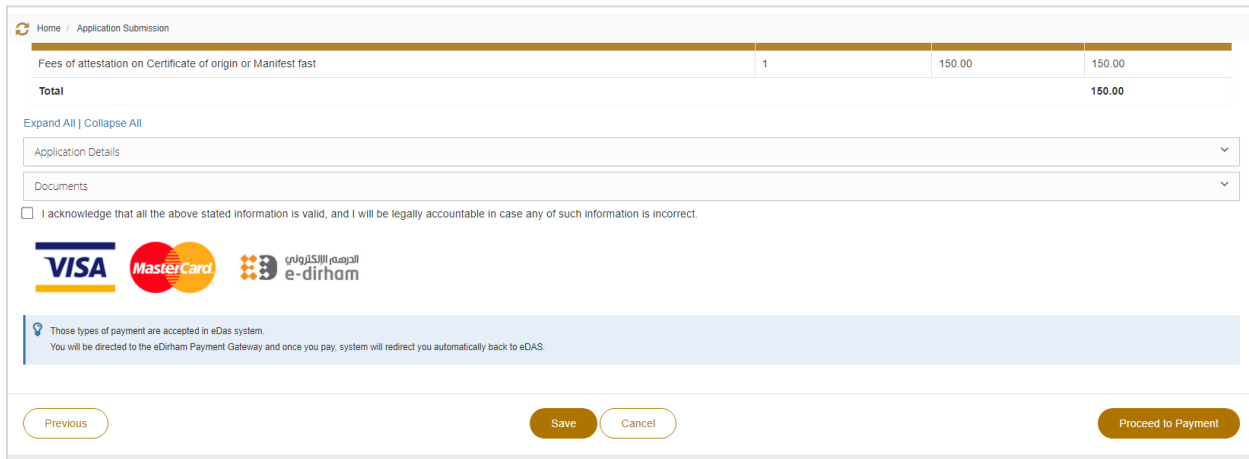 Home / Application Submission
Fees of attestation on Certificate of origin or Manifest fast 1 150.00 150.00
Total 150.00
Expand All | Collapse All
Application Details
Documents
I acknowledge that all the above stated information is valid, and I will be legally accountable in case any of such information is incorrect.
VISA MasterCard الدرهم الإلكتروني
e-dirham
Those types of payment are accepted in eDas system.
You will be directed to the eDirham Payment Gateway and once you pay, system will redirect you automatically back to eDAS.
Previous Save Cancel Proceed to Payment